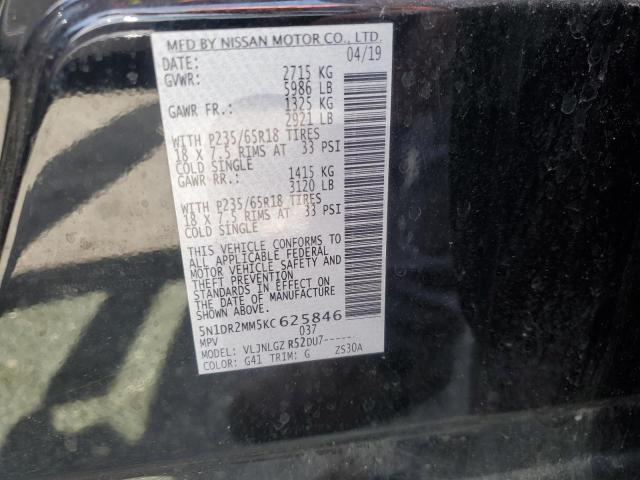 MFD BY NISSAN MOTOR CO., LTD.
DATE: 04/19
GVWR: 2715 KG
5986 LB
GAWR FR.: 1325 KG
2921 LB
WITH P235/65R18 TIRES
18 X 7.5 RIMS AT 33 PSI
COLD SINGLE
GAWR RR.: 1415 KG
3120 LB
WITH P235/65R18 TIRES
18 X 7.5 RIMS AT 33 PSI
COLD SINGLE
THIS VEHICLE CONFORMS TO
ALL APPLICABLE FEDERAL
MOTOR VEHICLE SAFETY AND
THEFT PREVENTION
STANDARDS IN EFFECT ON
THE DATE OF MANUFACTURE
SHOWN ABOVE.
5N1DR2MM5KC625846
MPV 037
MODEL: VLJNLGZ R52DU7-----
COLOR: G41 TRIM: G ZS30A